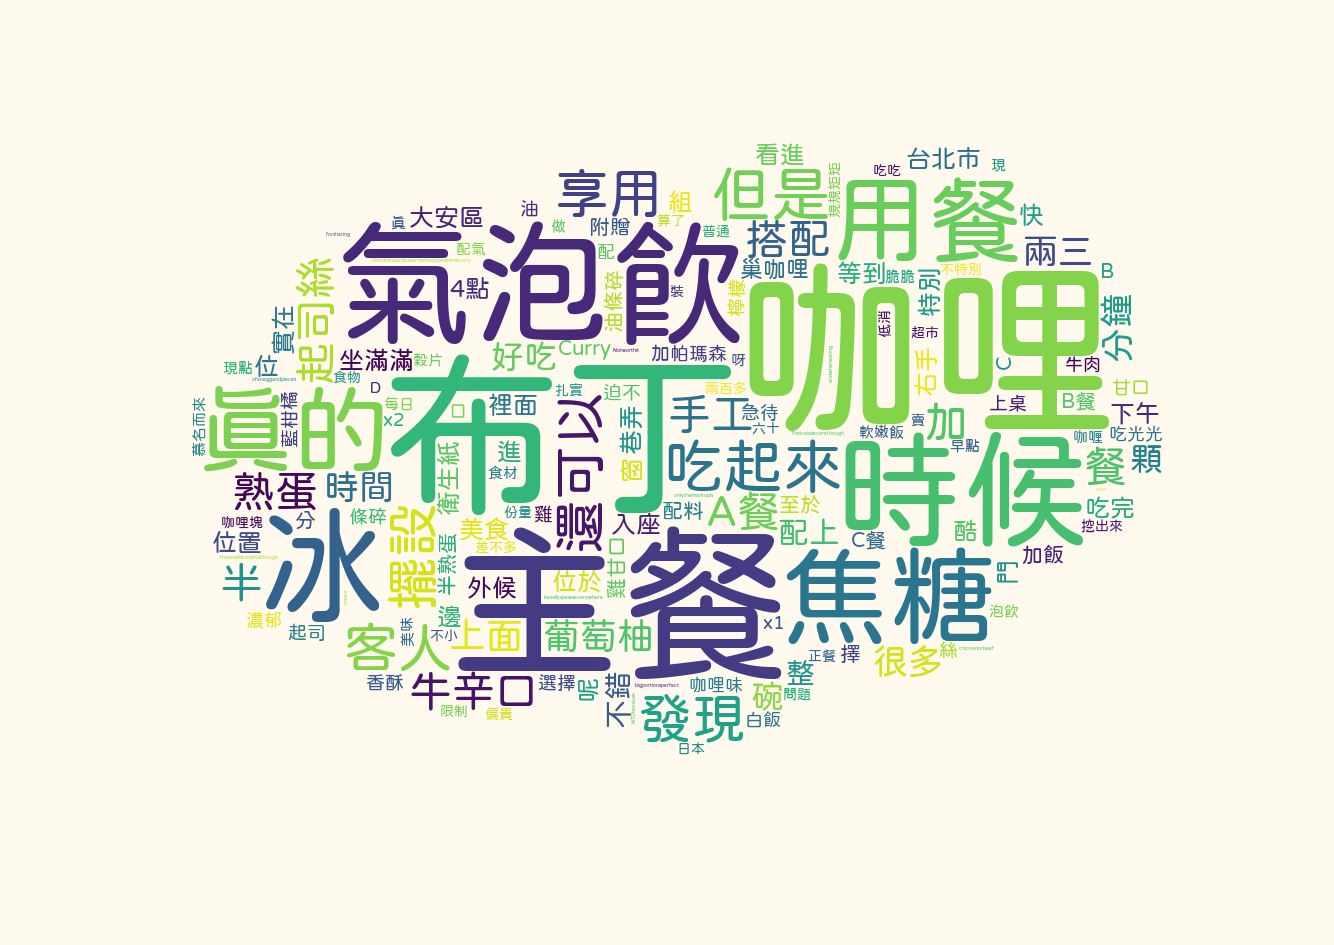 看進
台北市
吃吃
現
享用
組
但是
規規矩矩
用餐
快
大安區
油
眞
做
附贈
算了
普通
搭配
兩三
氣泡飲
配氣
配
4點
裝
巢咖哩
等到
脆脆
特別
不特別
B
起司絲
油條碎
檸檬
咖哩
低消
超市
分鐘
實在
位
現點
坐滿滿
穀片
食物
好吃
Curry
Notworthit
加帕瑪森
呀
右手
C
牛肉
D
每日
x2
藍柑橘
慕名而來
眞的
布丁
口
裡面
扎實
迫不
兩百多
手工
急待
六十
巷弄
上桌
B餐
甘口
下午
賣
加
軟嫩飯
早點
咖喱
吃光光
還可以
衛生紙
進
食材
窗
吃起來
時候
餐
顆
熟蛋
時間
咖哩塊
分
條碎
份量
雞
入座
配料
A餐
至於
配上
C餐
酷
吃完
挖出來
加飯
位置
半
冰
擺設
半熟蛋
美食
差不多
主餐
外候
位於
雞甘口
焦糖
門
泡飲
濃郁
起司
客人
美味
不小
邊
上面
葡萄柚
x1
正餐
擇
很多
絲
chickenorbeef
香酥
牛辛口
選擇
呢
不錯
bigportionsperfect
咖哩味
整
碗
問題
限制
偏貴
發現
白飯
日本
forsharing